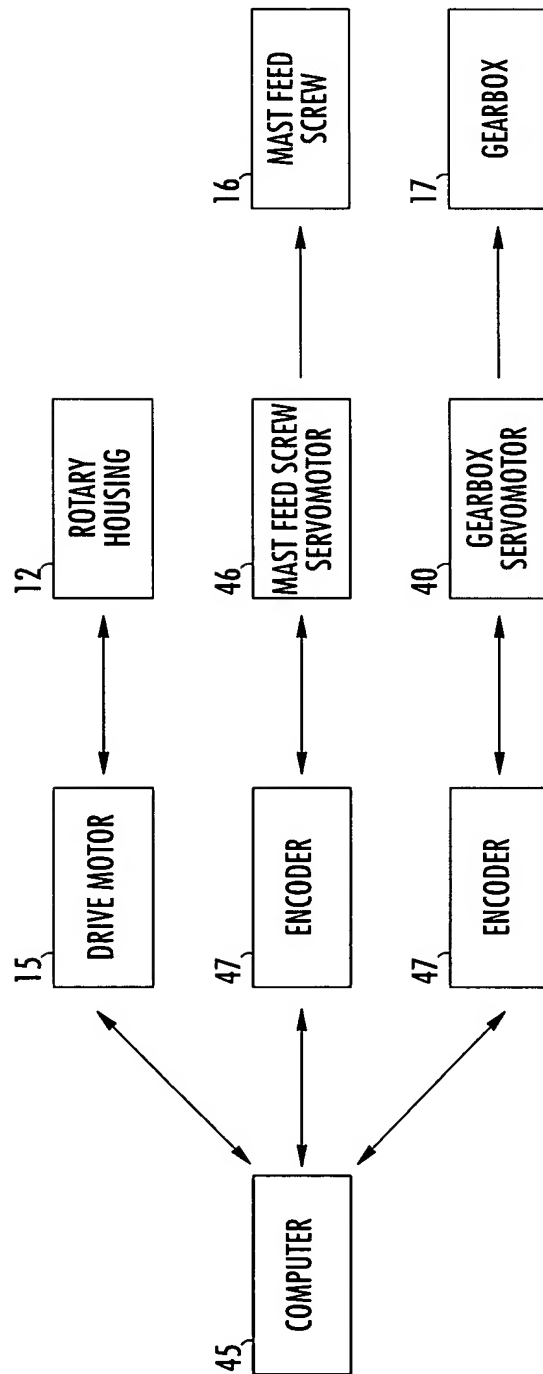 45
COMPUTER
15
DRIVE MOTOR
12
ROTARY
HOUSING
47
ENCODER
46
MAST FEED SCREW
SERVOMOTOR
16
MAST FEED
SCREW
47
ENCODER
40
GEARBOX
SERVOMOTOR
17
GEARBOX